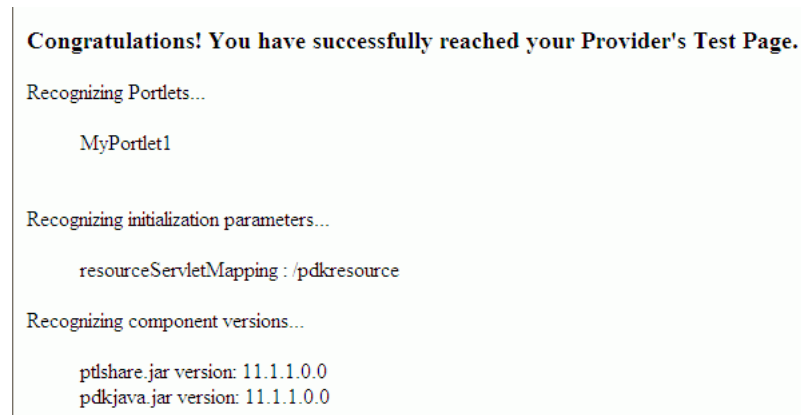 Congratulations! You have successfully reached your Provider's Test Page.
Recognizing Portlets...
MyPortlet1
Recognizing initialization parameters...
resourceServletMapping : /pdkresource
Recognizing component versions...
ptlshare.jar version: 11.1.1.0.0
pdkjava.jar version: 11.1.1.0.0